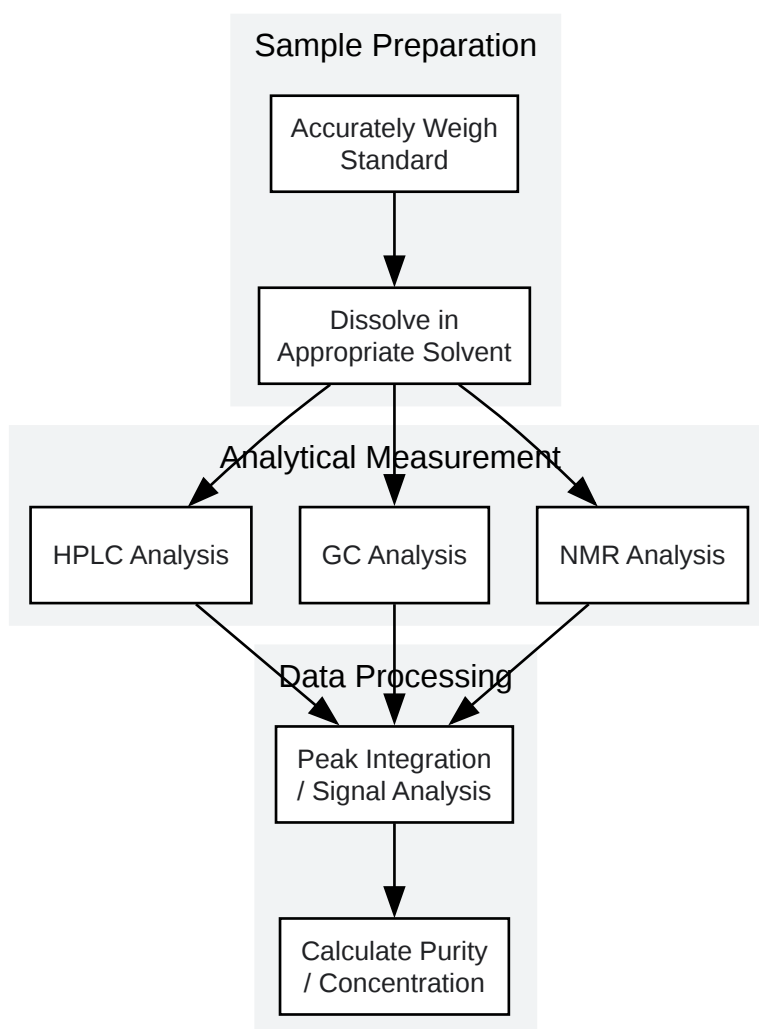 Sample Preparation
Accurately Weigh
Standard
Dissolve in
Appropriate Solvent
Analytical Measurement
HPLC Analysis
GC Analysis
NMR Analysis
Data Processing
Peak Integration
/ Signal Analysis
Calculate Purity
/ Concentration